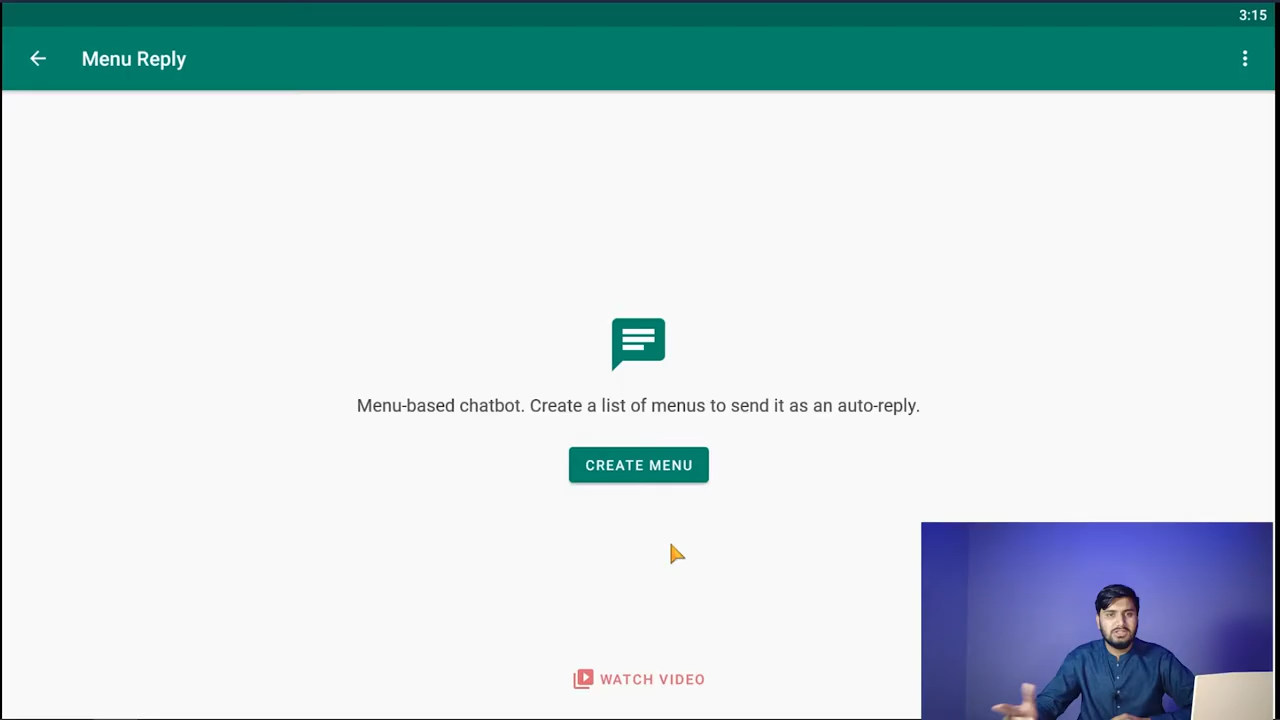 3:15
Menu Reply
Menu-based chatbot. Create a list of menus to send it as an auto-reply.
CREATE MENU
WATCH VIDEO